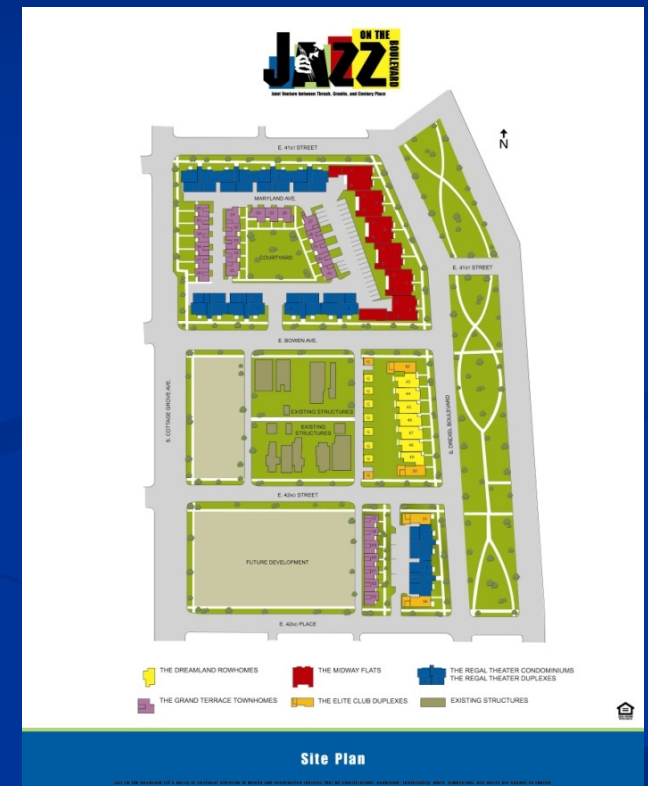 JAZZ
ON THE
BOULEVARD
Joint Venture between Thrush, Granite, and Century Place
N
E. 41ST STREET
MARYLAND AVE.
COURTYARD
E. 41ST STREET
E. BOWEN AVE.
S. COTTAGE GROVE AVE.
EXISTING STRUCTURES
EXISTING
STRUCTURES
S. DREXEL BOULEVARD
E. 42ND STREET
FUTURE DEVELOPMENT
E. 42ND PLACE
THE DREAMLAND ROWHOMES
THE MIDWAY FLATS
THE REGAL THEATER CONDOMINIUMS
THE REGAL THEATER DUPLEXES
THE GRAND TERRACE TOWNHOMES
THE ELITE CLUB DUPLEXES
EXISTING STRUCTURES
Site Plan